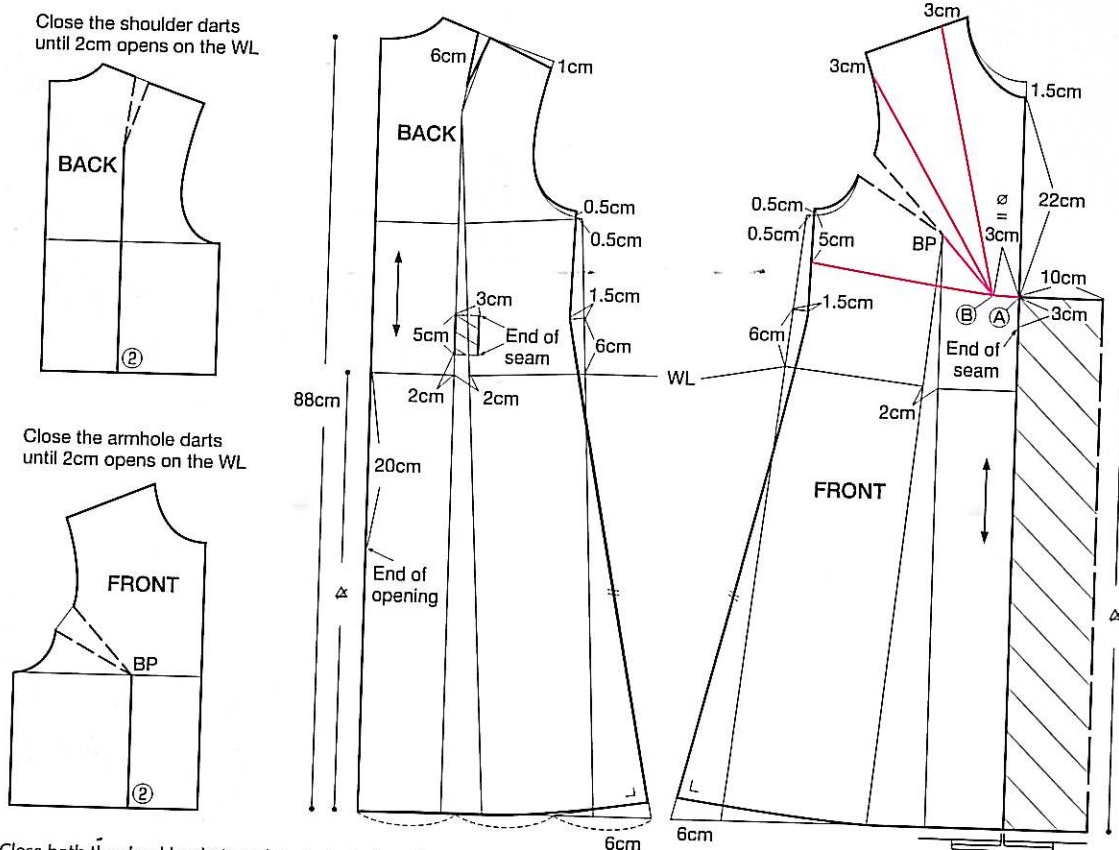 Close the shoulder darts
until 2cm opens on the WL
BACK
②
Close the armhole darts
until 2cm opens on the WL
FRONT
BP
②
6cm
1cm
BACK
0.5cm
0.5cm
3cm
5cm
End of
seam
1.5cm
6cm
2cm
2cm
WL
88cm
20cm
End of
opening
6cm
3cm
3cm
1.5cm
22cm
ø
=
3cm
0.5cm
0.5cm
5cm
BP
10cm
1.5cm
Ⓑ
Ⓐ
3cm
6cm
End of
seam
2cm
FRONT
6cm
Close both the